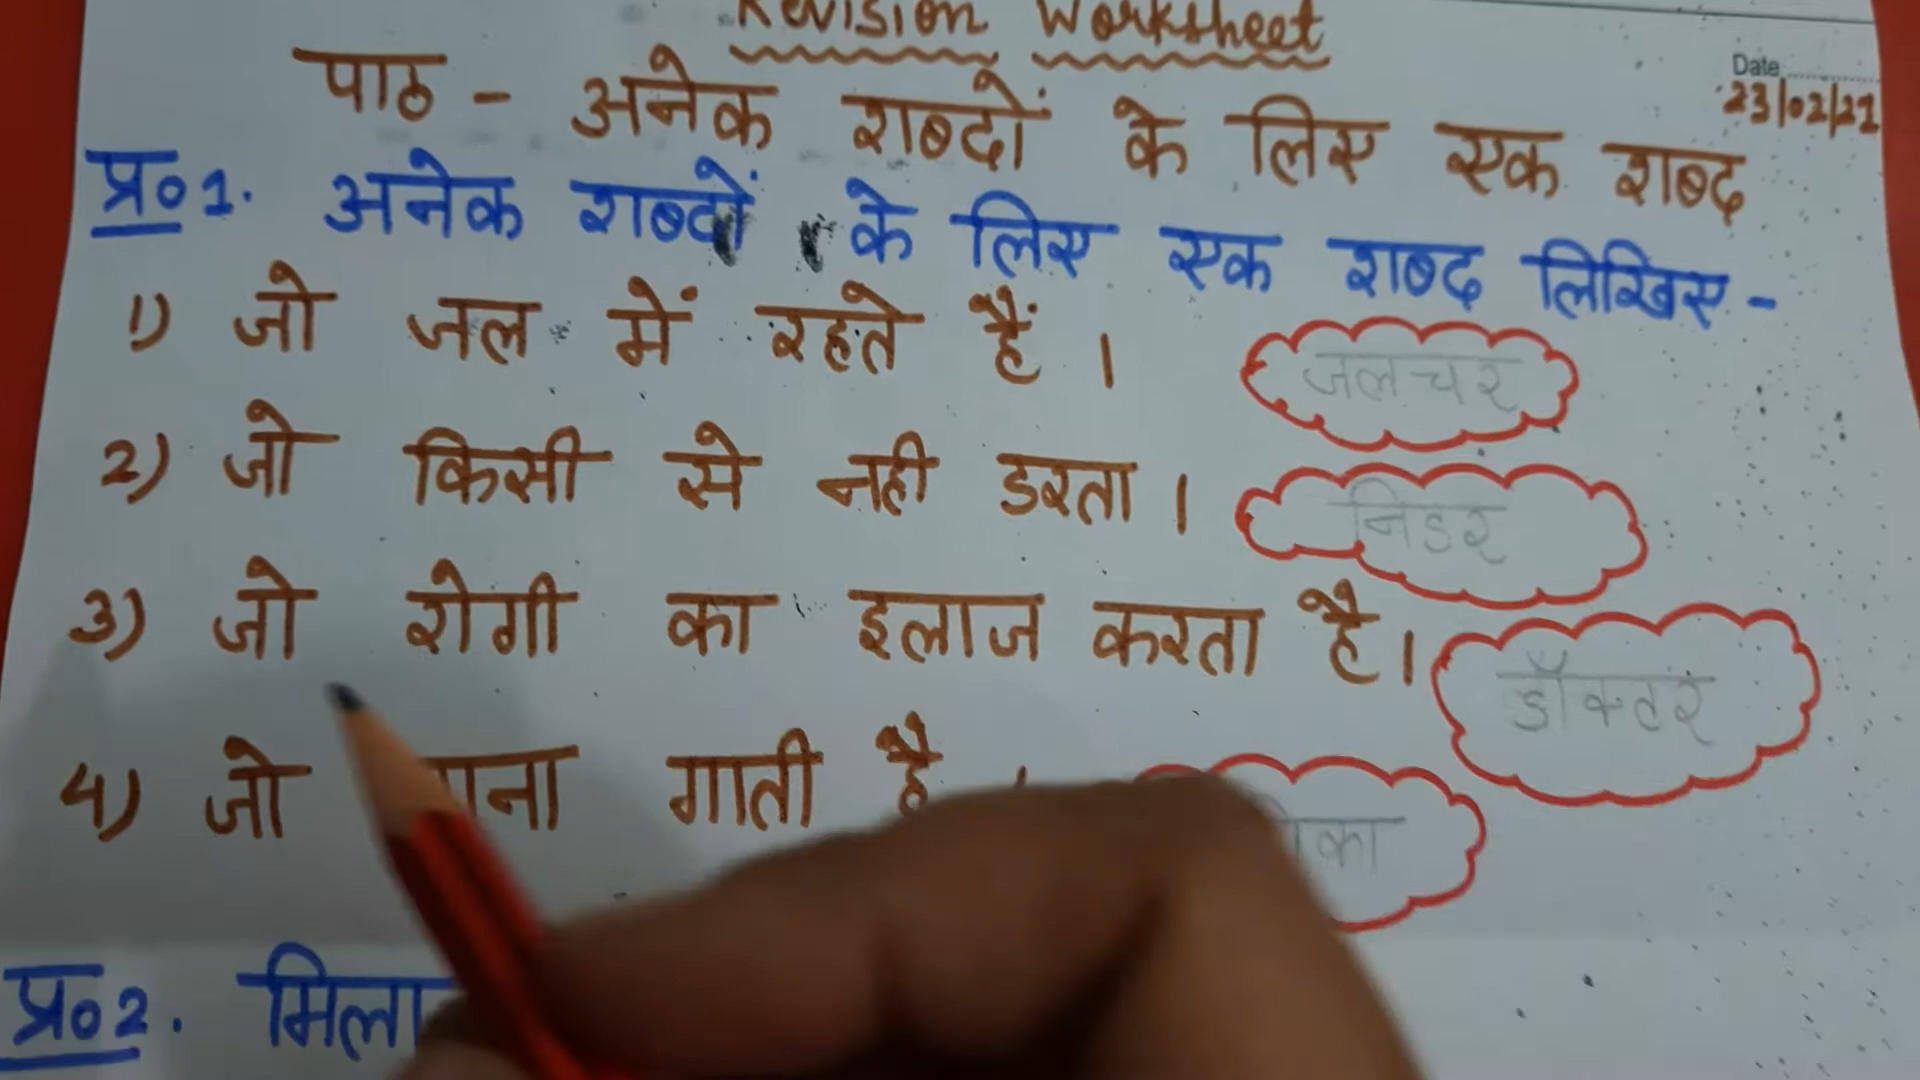 Revision Worksheet
Date
23/02/21
पाठ - अनेक शब्दों के लिए एक शब्द
प्र०1. अनेक शब्दों के लिए एक शब्द लिखिए -
1) जो जल में रहते हैं । जलचर
2) जो किसी से नही डरता । निडर
3) जो रोगी का इलाज करता है। डॉक्टर
4) जो गाती है ।
प्र०2.